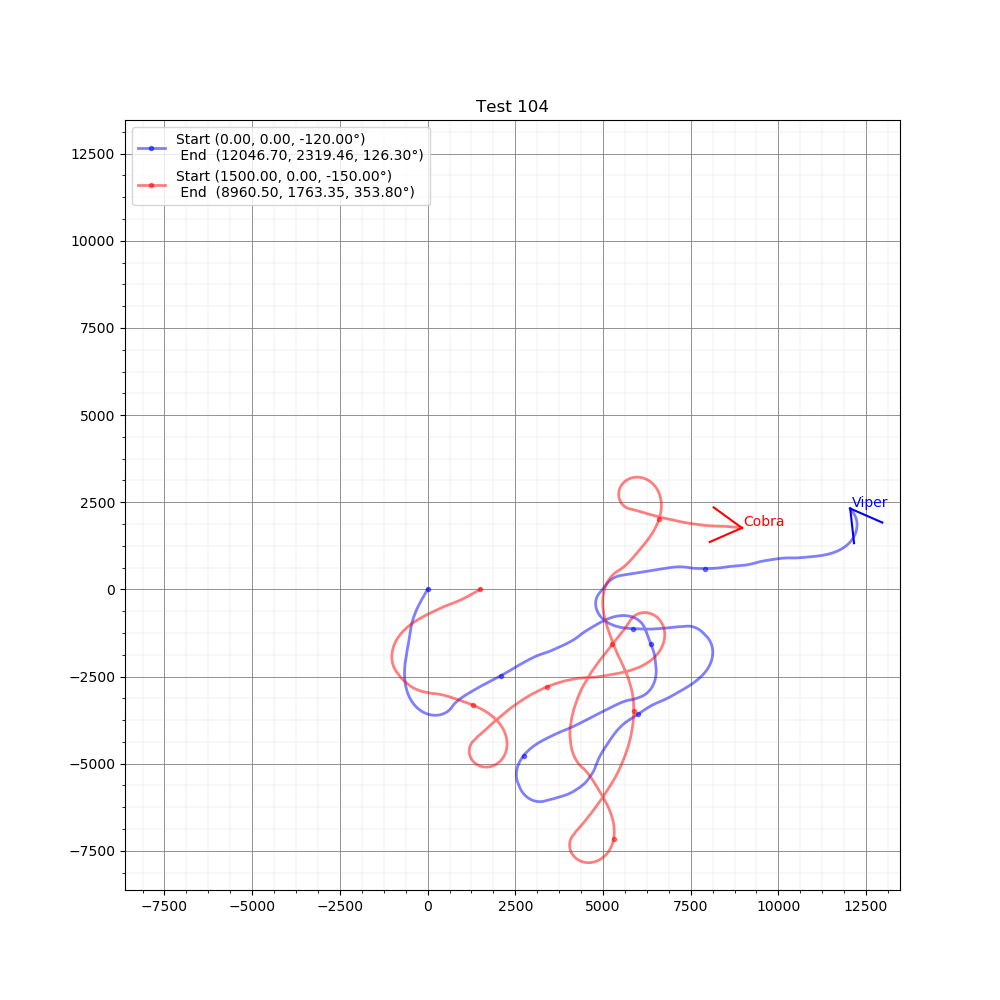 Test 104
Start (0.00, 0.00, -120.00°)
End (12046.70, 2319.46, 126.30°)
Start (1500.00, 0.00, -150.00°)
End (8960.50, 1763.35, 353.80°)
12500
10000
7500
5000
2500
0
−2500
−5000
−7500
Viper
Cobra
−7500 −5000 −2500 0 2500 5000 7500 10000 12500